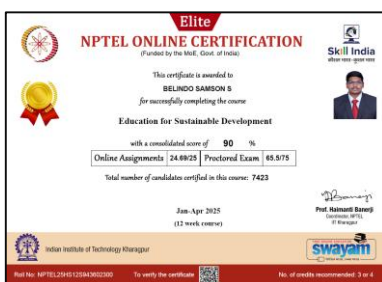 Elite
NPTEL ONLINE CERTIFICATION
(Funded by the MoE, Govt. of India)
Skill India
कौशल भारत - कुशल भारत
This certificate is awarded to
BELINDO SAMSON S
for successfully completing the course
Education for Sustainable Development
with a consolidated score of 90 %
Online Assignments 24.69/25 Proctored Exam 65.5/75
Total number of candidates certified in this course: 7423
Jan-Apr 2025
(12 week course)
Prof. Haimanti Banerji
Coordinator, NPTEL
IIT Kharagpur
Indian Institute of Technology Kharagpur
swayam
Roll No: NPTEL25HS125943602300 To verify the certificate No. of credits recommended: 3 or 4